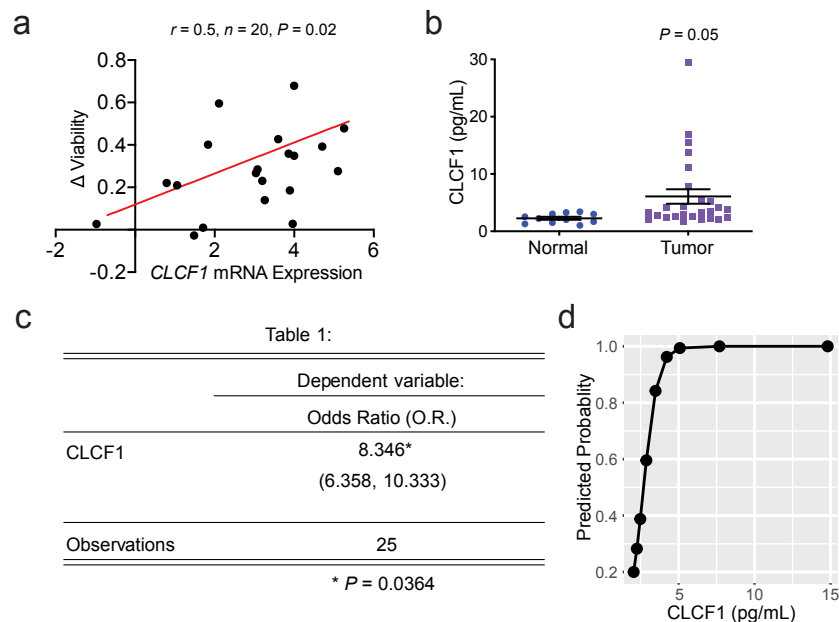 a
r = 0.5, n = 20, P = 0.02
Δ Viability
0.8
0.6
0.4
0.2
-0.2
-2
0
2
4
6
CLCF1 mRNA Expression
b
P = 0.05
CLCF1 (pg/mL)
30
20
10
0
Normal
Tumor
c
Table 1:
Dependent variable:
Odds Ratio (O.R.)
CLCF1
8.346*
(6.358, 10.333)
Observations
25
* P = 0.0364
d
Predicted Probablity
1.0
0.8
0.6
0.4
0.2
5
10
15
CLCF1 (pg/mL)